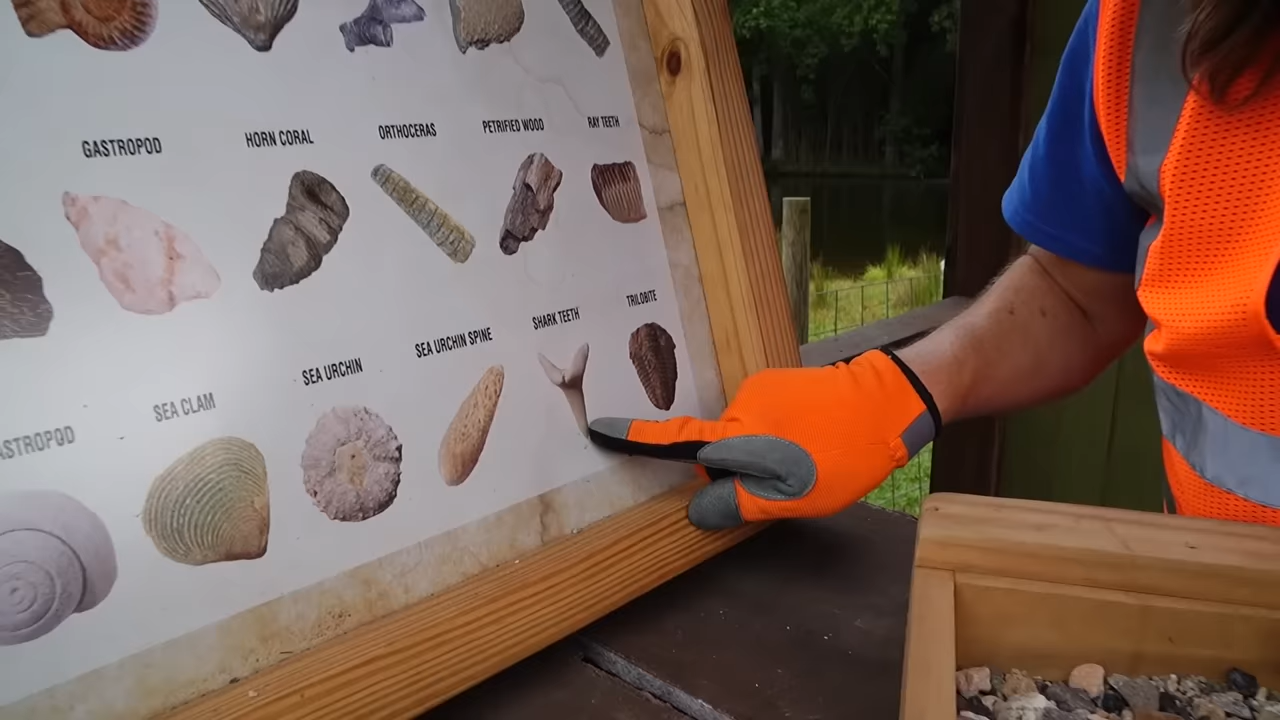 GASTROPOD
HORN CORAL
ORTHOCERAS
PETRIFIED WOOD
RAY TEETH
ASTROPOD
SEA CLAM
SEA URCHIN
SEA URCHIN SPINE
SHARK TEETH
TRILOBITE